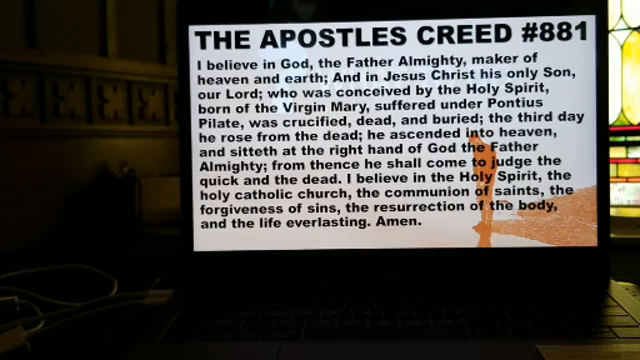 THE APOSTLES CREED #881
I believe in God, the Father Almighty, maker of
heaven and earth; And in Jesus Christ his only Son,
our Lord; who was conceived by the Holy Spirit,
born of the Virgin Mary, suffered under Pontius
Pilate, was crucified, dead, and buried; the third day
he rose from the dead; he ascended into heaven,
and sitteth at the right hand of God the Father
Almighty; from thence he shall come to judge the
quick and the dead. I believe in the Holy Spirit, the
holy catholic church, the communion of saints, the
forgiveness of sins, the resurrection of the body,
and the life everlasting. Amen.